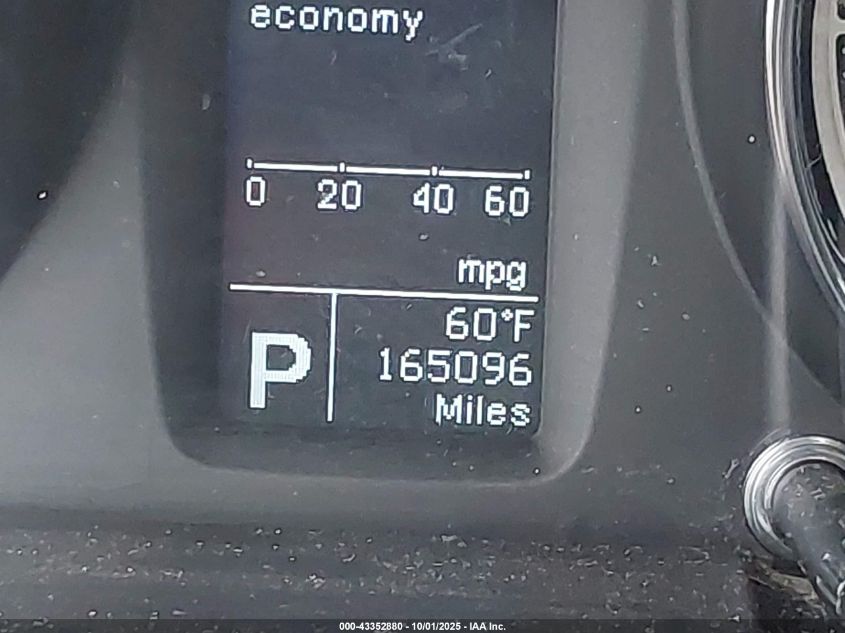 economy
0 20 40 60
mpg
60°F
P 165096
Miles
000-43352880 - 10/01/2025 - IAA Inc.